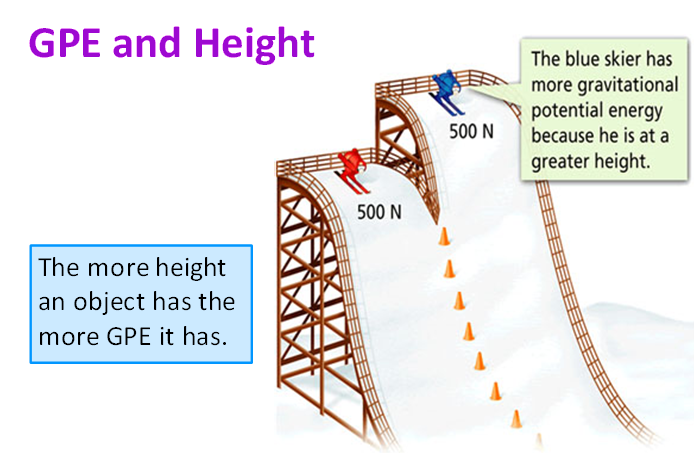 GPE and Height
The blue skier has
more gravitational
potential energy
because he is at a
greater height.
500 N
500 N
The more height
an object has the
more GPE it has.